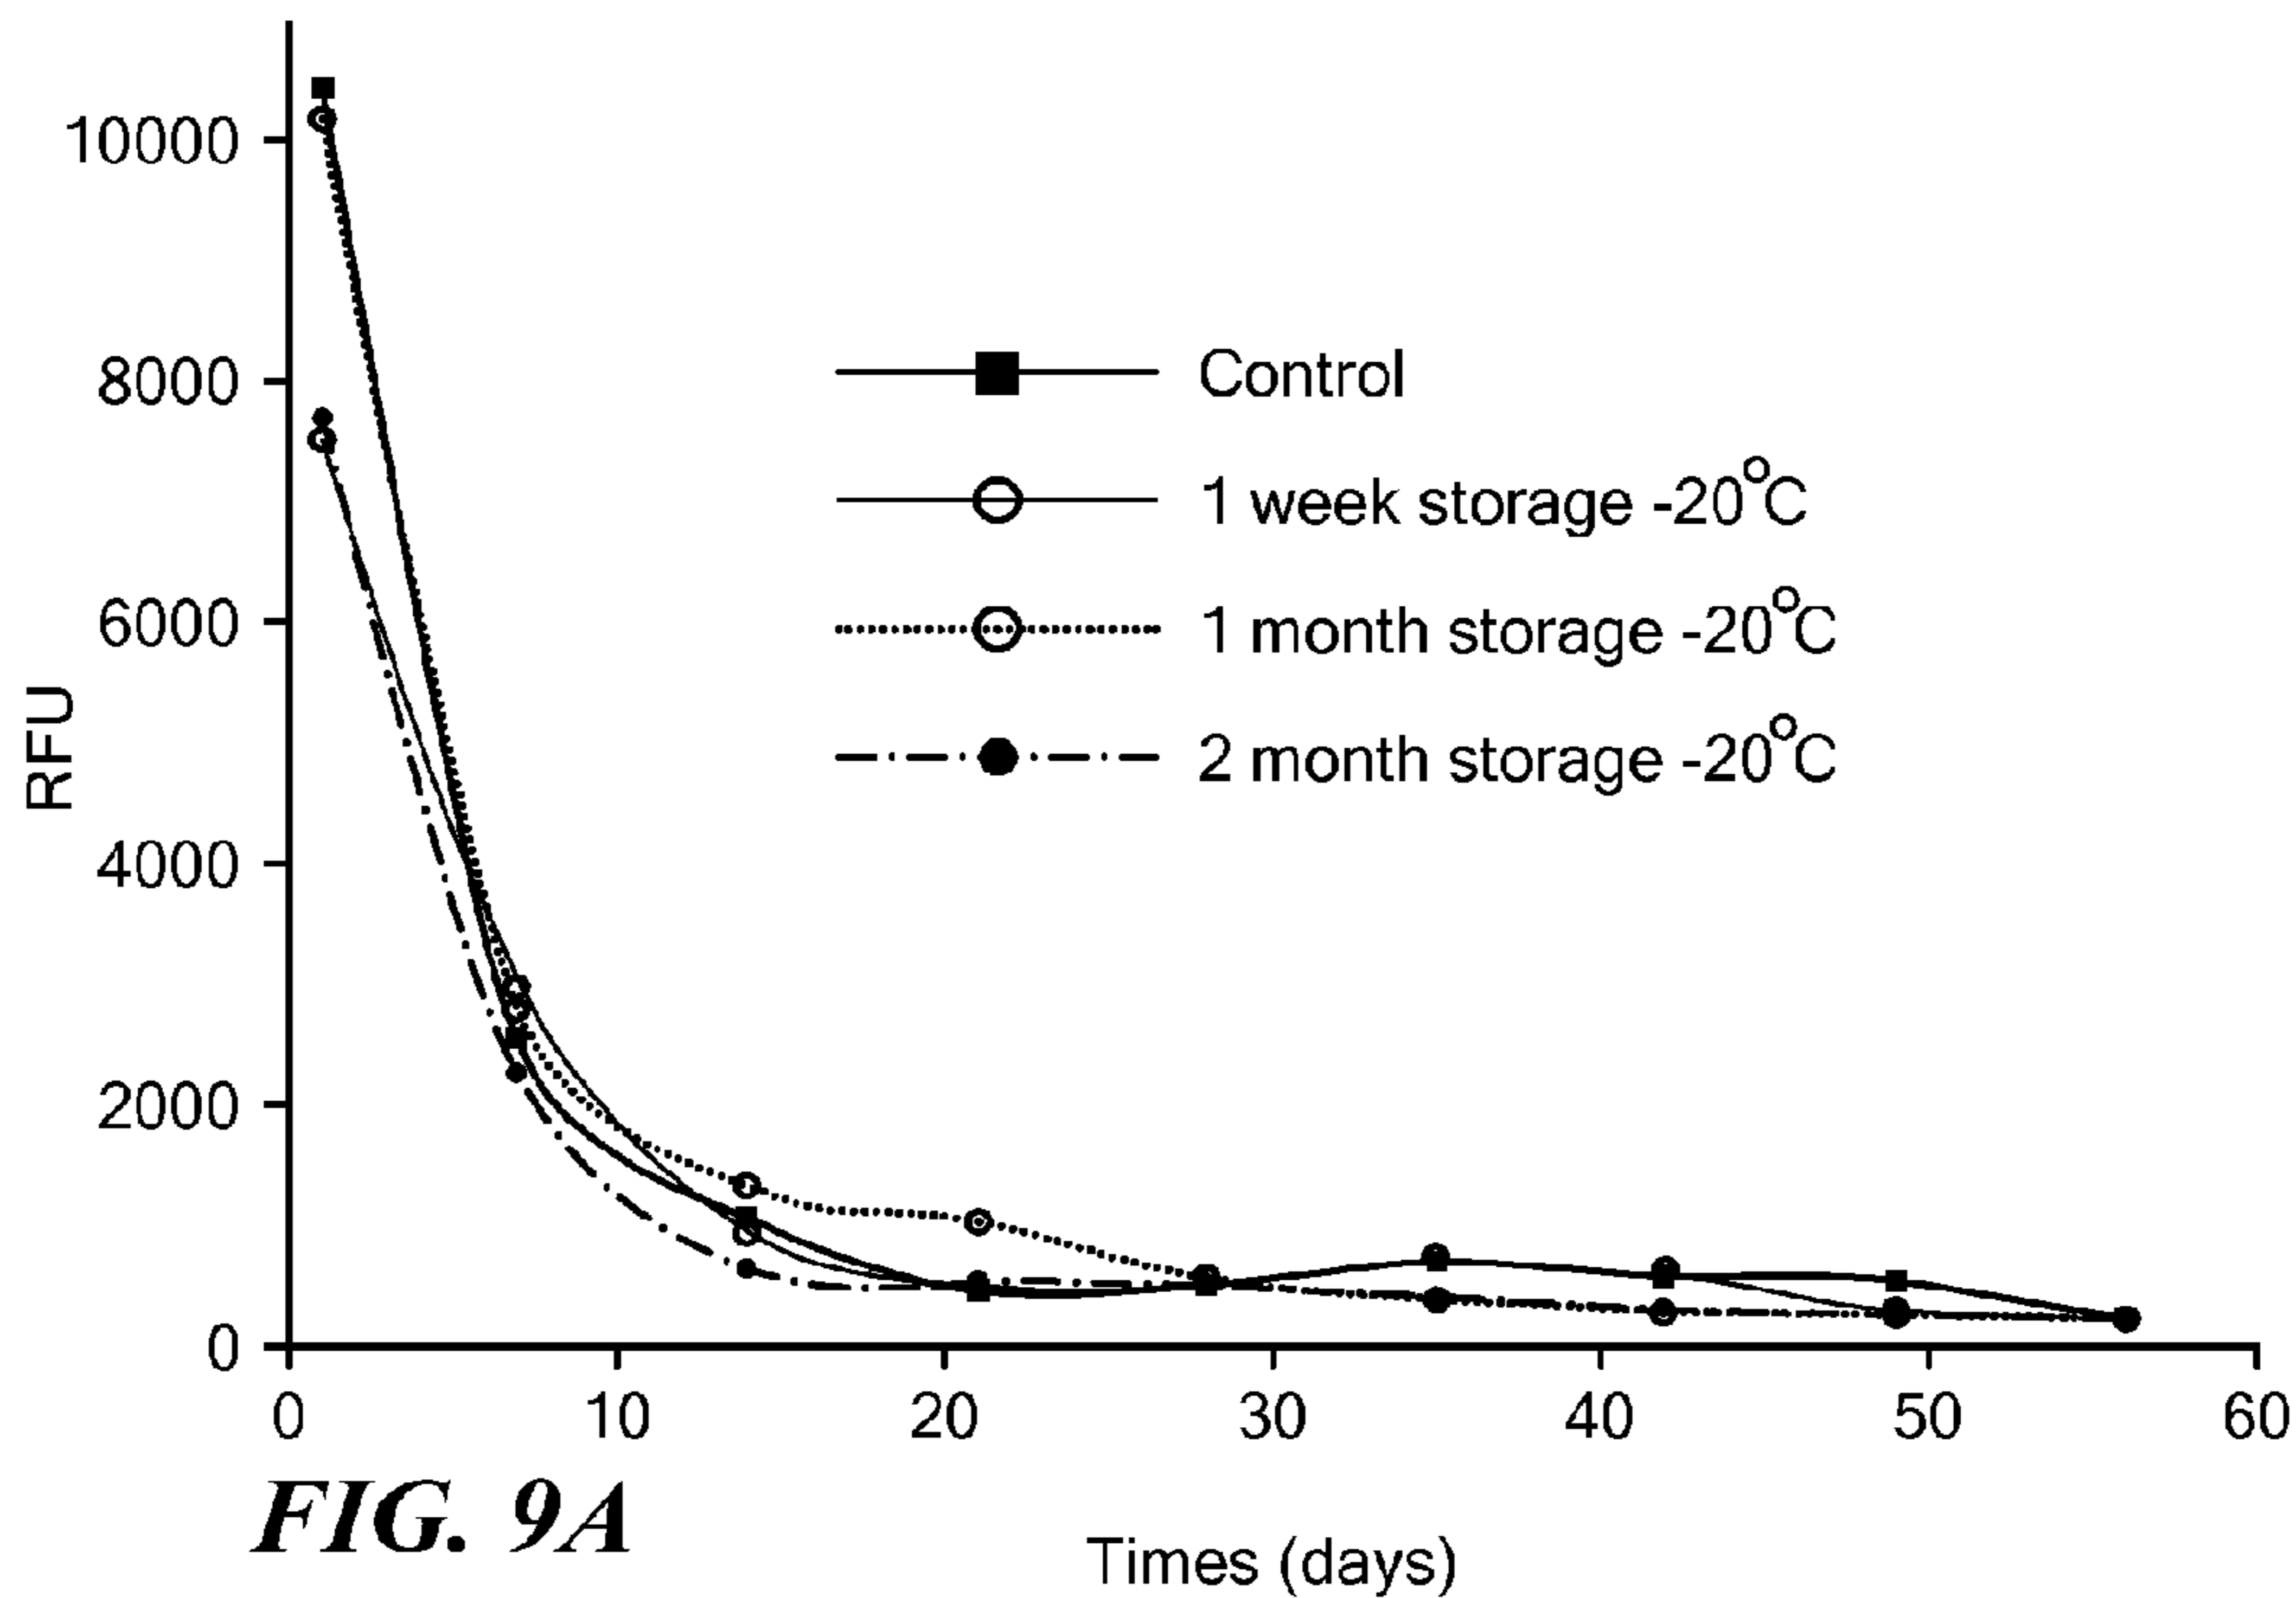 10000
8000
6000
4000
2000
0
RFU
Control
1 week storage -20°C
1 month storage -20°C
2 month storage -20°C
0 10 20 30 40 50 60
FIG. 9A
Times (days)